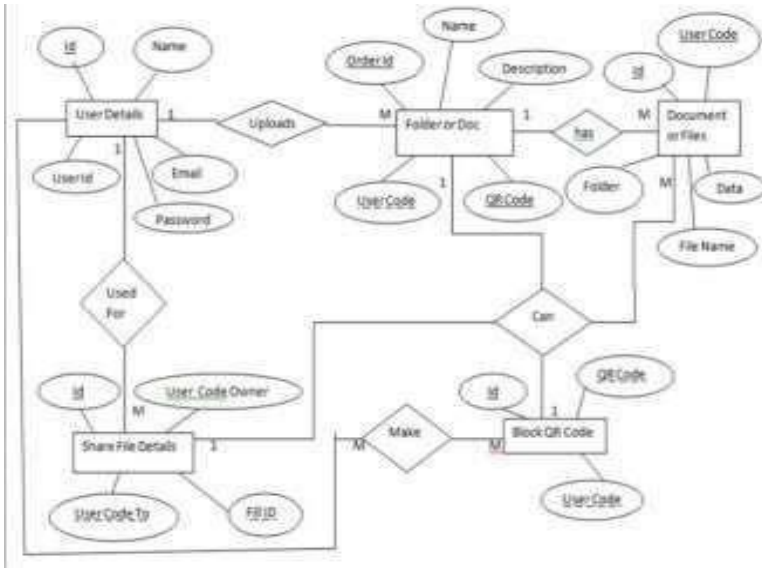 Id
Name
User Details
1
1
UserId
Email
Password
Uploads
M
Order Id
Name
Description
Folder or Doc
1
1
User Code
QR Code
has
M
Id
User Code
Document
or Files
M
Folder
Data
File Name
Used
For
M
Can
Id
User Code Owner
Share File Details
1
User Code To
Fill ID
M
Make
M
Id
QR Code
1
Block QR Code
User Code